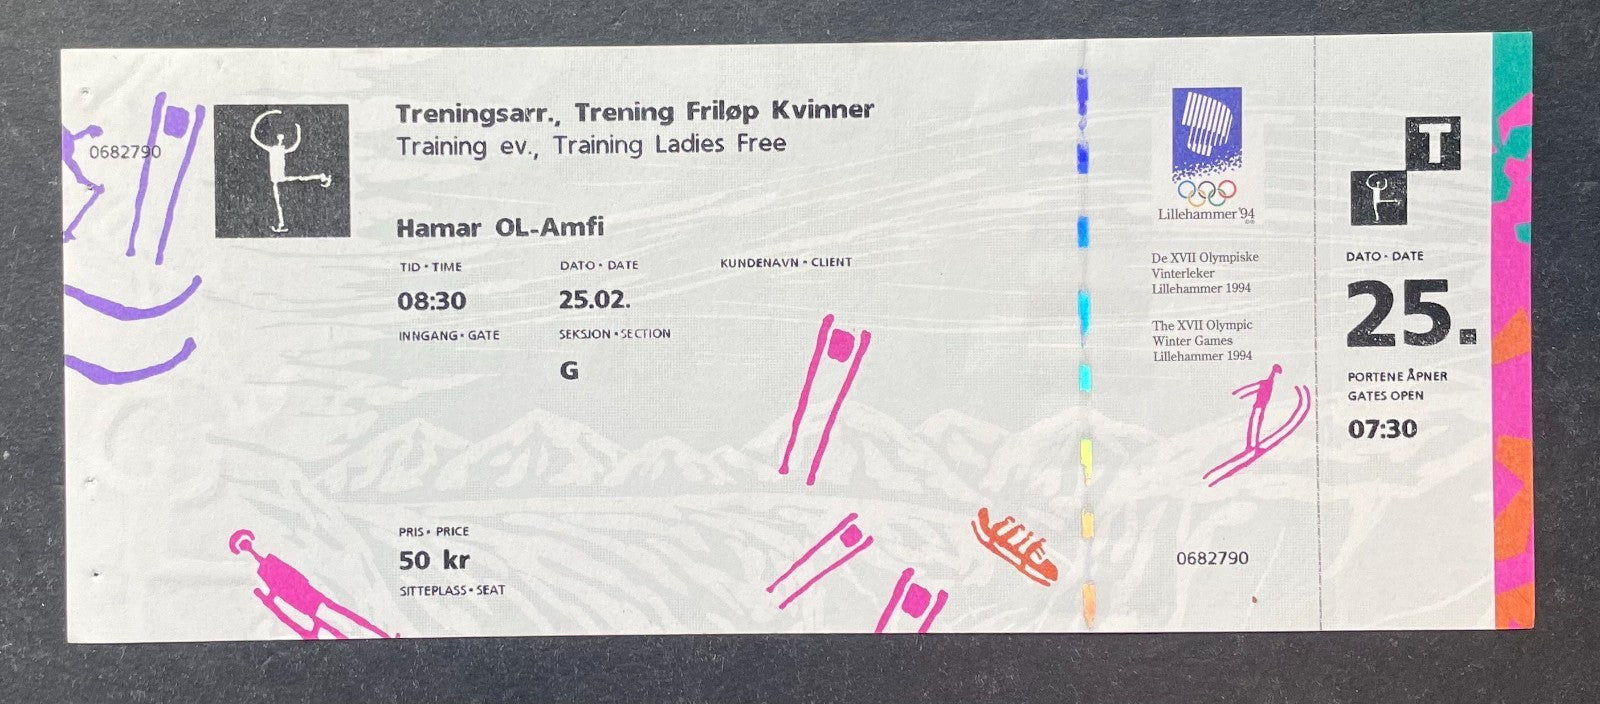 0682790
Treningsarr., Trening Friløp Kvinner
Training ev., Training Ladies Free
Hamar OL-Amfi
TID • TIME
DATO • DATE
KUNDENAVN • CLIENT
08:30
25.02.
INNGANG • GATE
SEKSJON • SECTION
G
PRIS • PRICE
50 kr
SITTEPLASS • SEAT
Lillehammer '94
De XVII Olympiske
Vinterleker
Lillehammer 1994
The XVII Olympic
Winter Games
Lillehammer 1994
0682790
T
DATO • DATE
25.
PORTENE ÅPNER
GATES OPEN
07:30